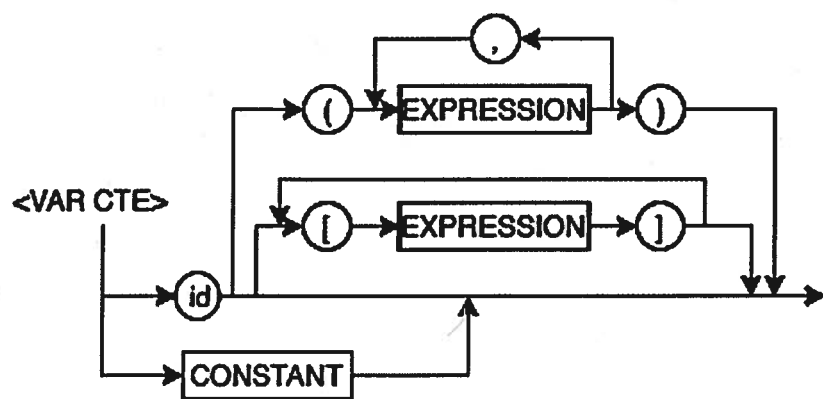 ,
( EXPRESSION )
<VAR CTE>
[ EXPRESSION ]
id
CONSTANT